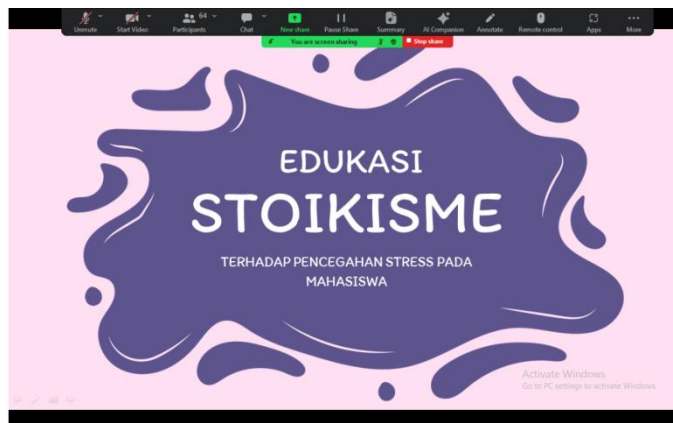 64
Unmute Start Video Participants Chat New share Pause Share Summary AI Companion Annotate Remote control Apps More
You are screen sharing Stop share
EDUKASI
STOIKISME
TERHADAP PENCEGAHAN STRESS PADA
MAHASISWA
Activate Windows
Go to PC settings to activate Windows.